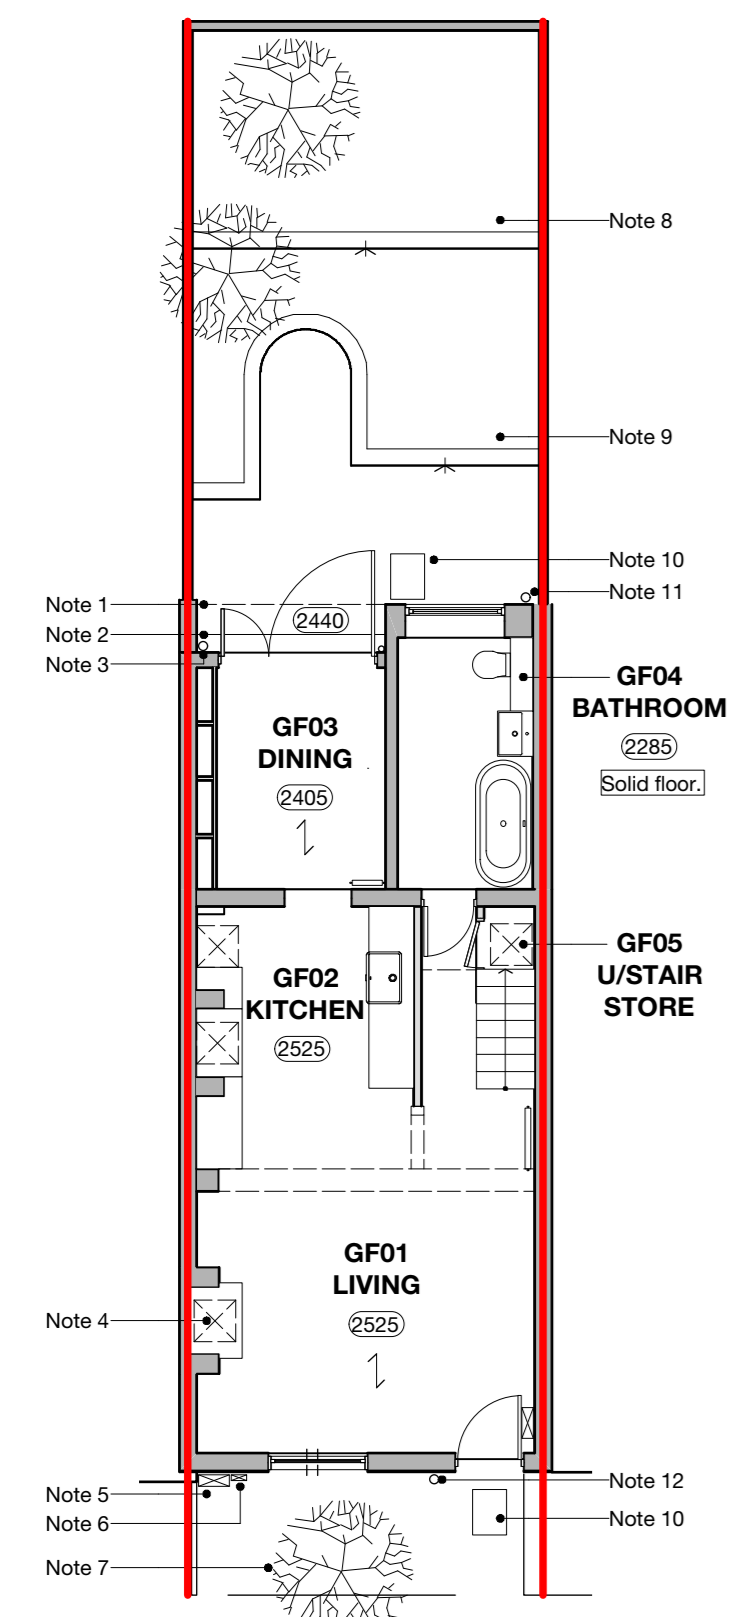 Note 8
Note 9
Note 10
Note 11
Note 1
Note 2
Note 3
2440
GF04
BATHROOM
2285
Solid floor.
GF03
DINING
2405
GF05
U/STAIR
STORE
GF02
KITCHEN
2525
GF01
LIVING
2525
Note 4
Note 5
Note 6
Note 7
Note 12
Note 10